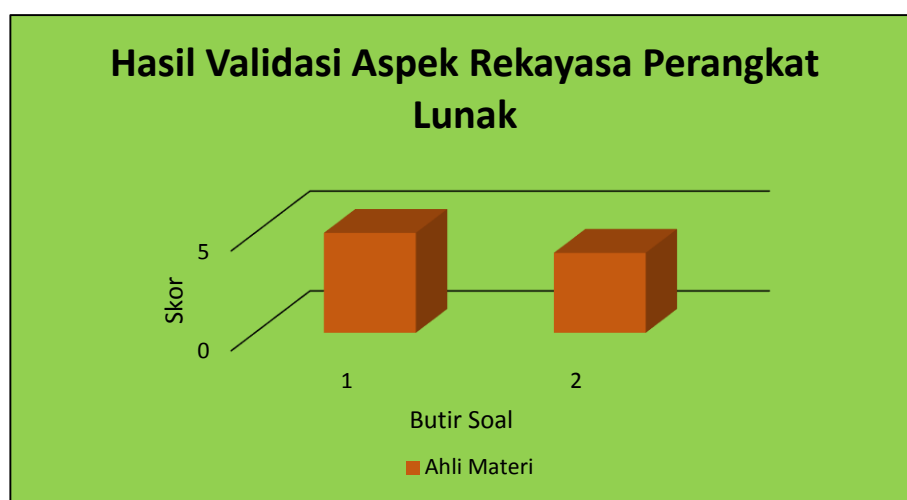 Hasil Validasi Aspek Rekayasa Perangkat
Lunak
5
0
Skor
1 2
Butir Soal
Ahli Materi